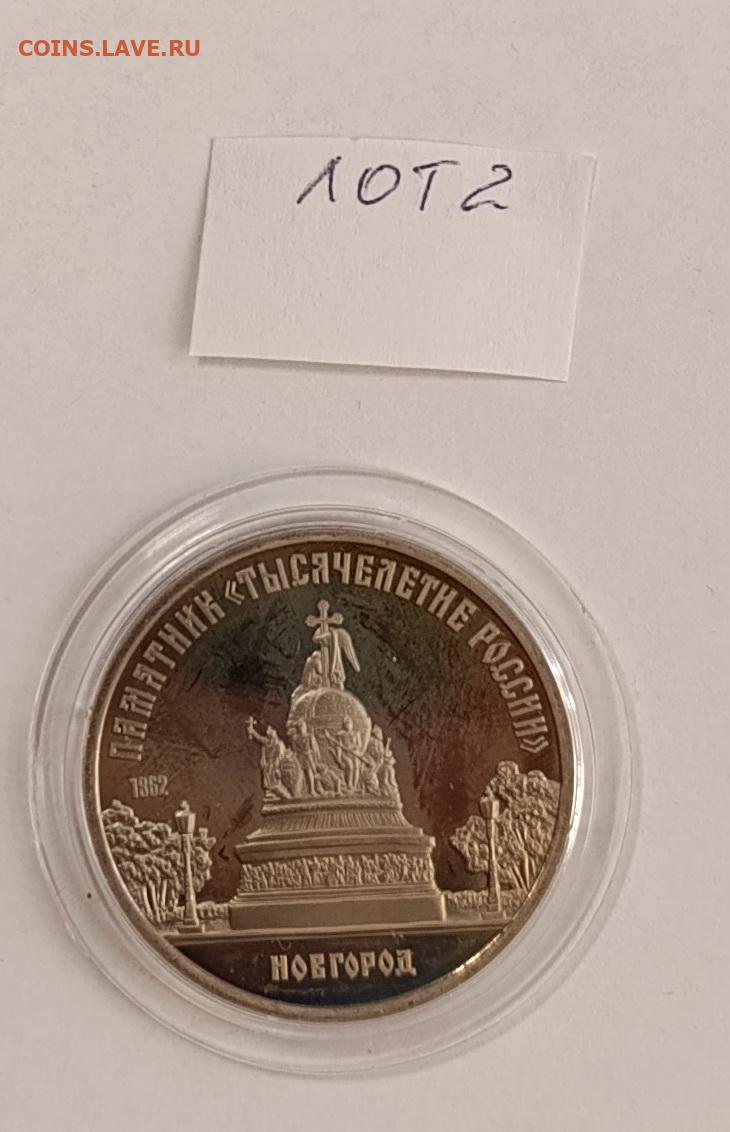 COINS.LAVE.RU
ЛОТ 2
ПАМЯТНИК «ТЫСЯЧЕЛЕТИЕ РОССИИ»
1862
НОВГОРОД